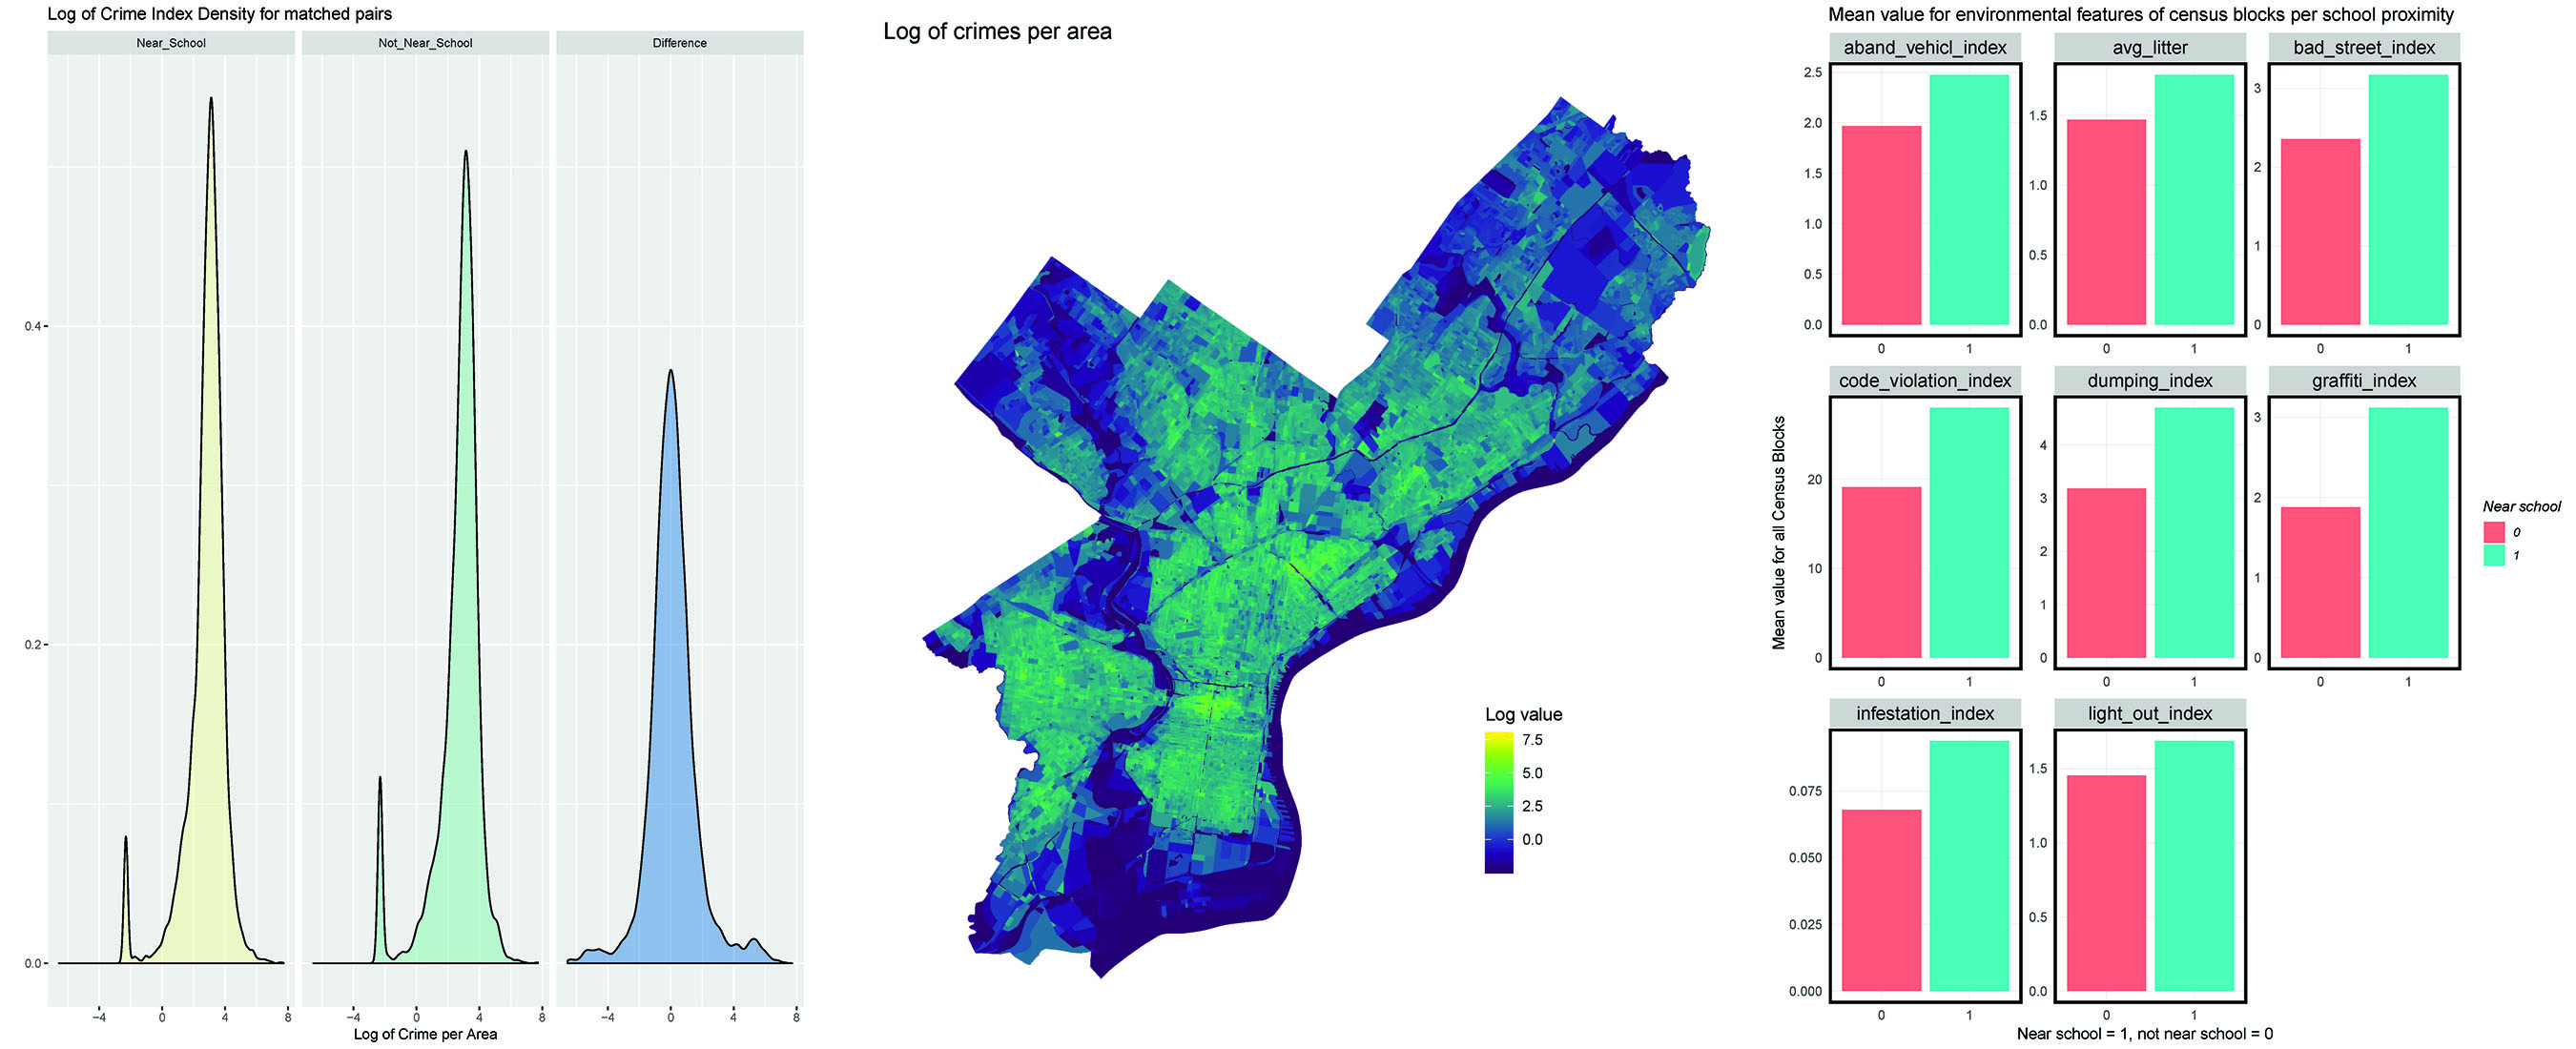 Log of Crime Index Density for matched pairs
Near_School Not_Near_School Difference
0.4
0.2
0.0
−4 0 4 8 −4 0 4 8 −4 0 4 8
Log of Crime per Area
Log of crimes per area
Log value
7.5
5.0
2.5
0.0
Mean value for environmental features of census blocks per school proximity
aband_vehicl_index avg_litter bad_street_index
2.5
2.0
1.5
1.0
0.5
0.0
1.5
1.0
0.5
0.0
3
2
1
0
0 1 0 1 0 1
code_violation_index dumping_index graffiti_index
20
10
0
4
3
2
1
0
3
2
1
0
0 1 0 1 0 1
infestation_index light_out_index
0.075
0.050
0.025
0.000
1.5
1.0
0.5
0.0
0 1 0 1
Mean value for all Census Blocks
Near school = 1, not near school = 0
Near school
0
1